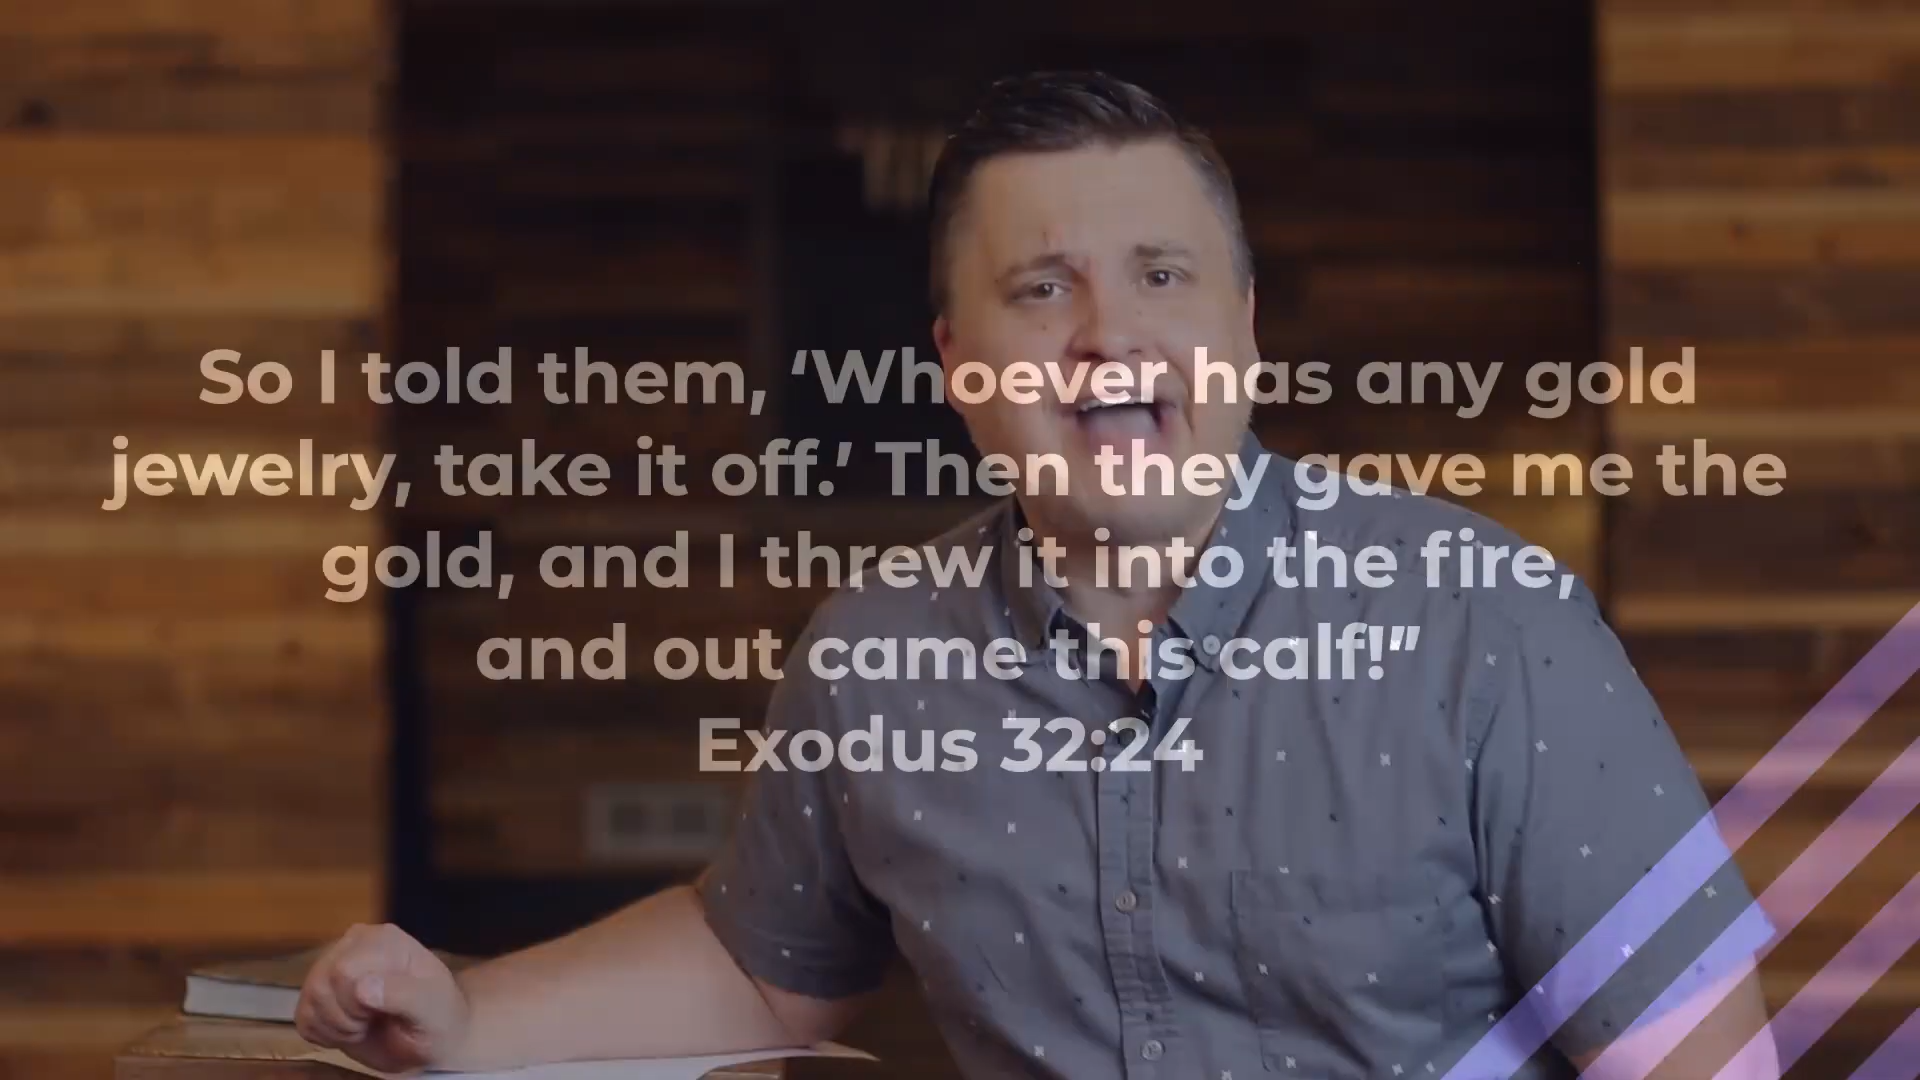 So I told them, ‘Whoever has any gold
jewelry, take it off.’ Then they gave me the
gold, and I threw it into the fire,
and out came this calf!”
Exodus 32:24